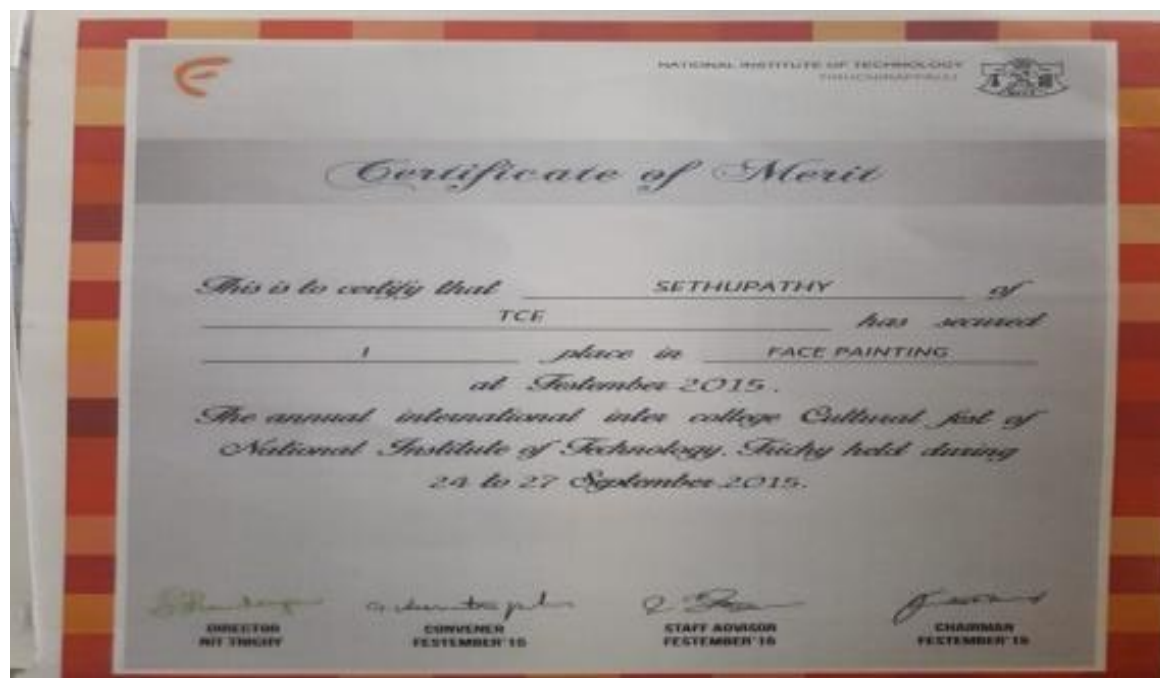 NATIONAL INSTITUTE OF TECHNOLOGY
TIRUCHIRAPPALLI
Certificate of Merit
This is to certify that SETHUPATHY of
TCE has secured
I place in FACE PAINTING
at Festember 2015.
The annual international inter college Cultural fest of
National Institute of Technology, Trichy held during
24 to 27 September 2015.
DIRECTOR CONVENER STAFF ADVISOR CHAIRMAN
NIT TRICHY FESTEMBER'15 FESTEMBER'15 FESTEMBER'15